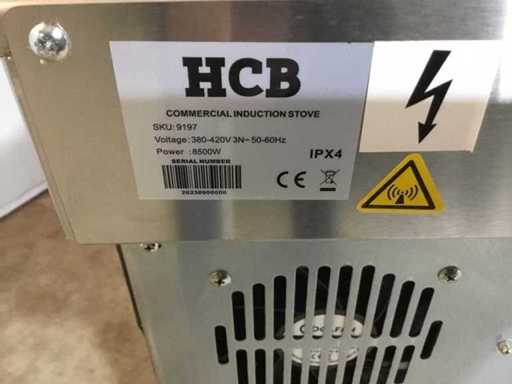 HCB
COMMERCIAL INDUCTION STOVE
SKU: 9197
Voltage: 380-420V 3N~ 50-60Hz
Power :8500W
IPX4
SERIAL NUMBER
CE